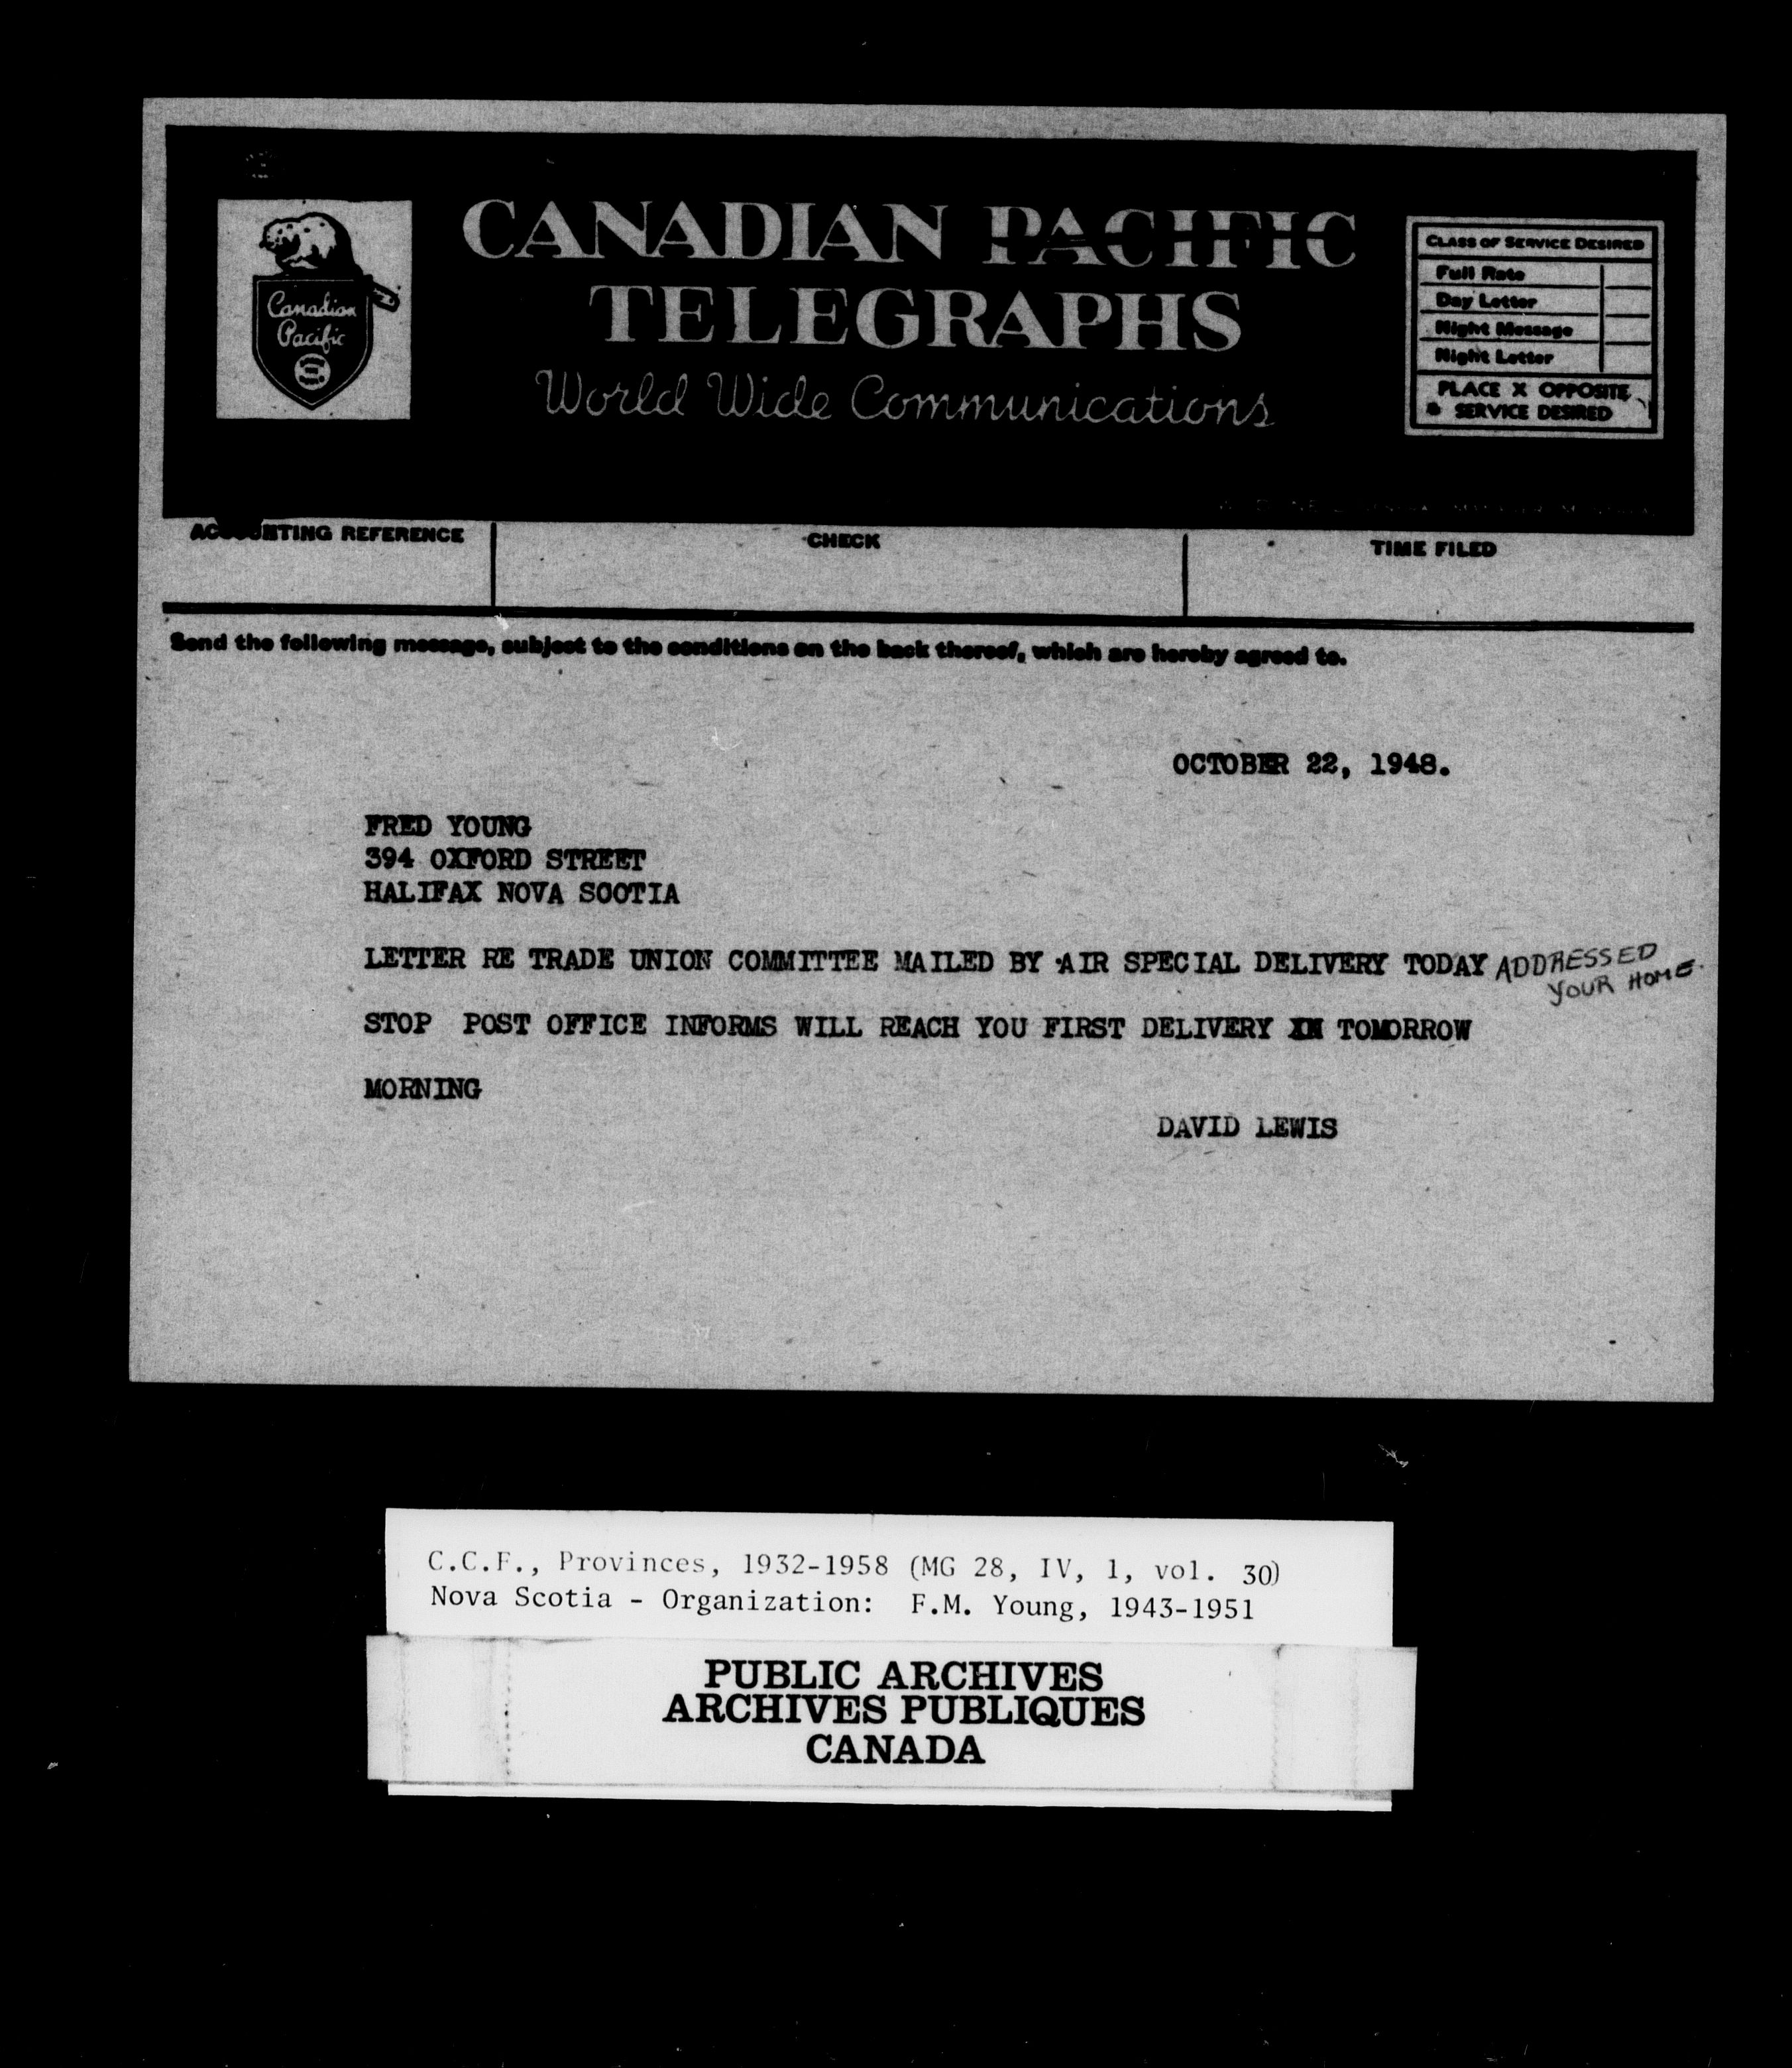 Canadian
Pacific
CANADIAN PACIFIC
TELEGRAPHS
World Wide Communications
CLASS OF SERVICE DESIRED
Full Rate
Day Letter
Night Message
Night Letter
PLACE X OPPOSITE
SERVICE DESIRED
ACCOUNTING REFERENCE
CHECK
TIME FILED
Send the following message, subject to the conditions on the back thereof, which are hereby agreed to.
OCTOBER 22, 1948.
FRED YOUNG
394 OXFORD STREET
HALIFAX NOVA SCOTIA
LETTER RE TRADE UNION COMMITTEE MAILED BY AIR SPECIAL DELIVERY TODAY ADDRESSED
YOUR HOME.
STOP POST OFFICE INFORMS WILL REACH YOU FIRST DELIVERY TOMORROW
MORNING
DAVID LEWIS
C.C.F., Provinces, 1932-1958 (MG 28, IV, 1, vol. 30)
Nova Scotia - Organization: F.M. Young, 1943-1951
PUBLIC ARCHIVES
ARCHIVES PUBLIQUES
CANADA